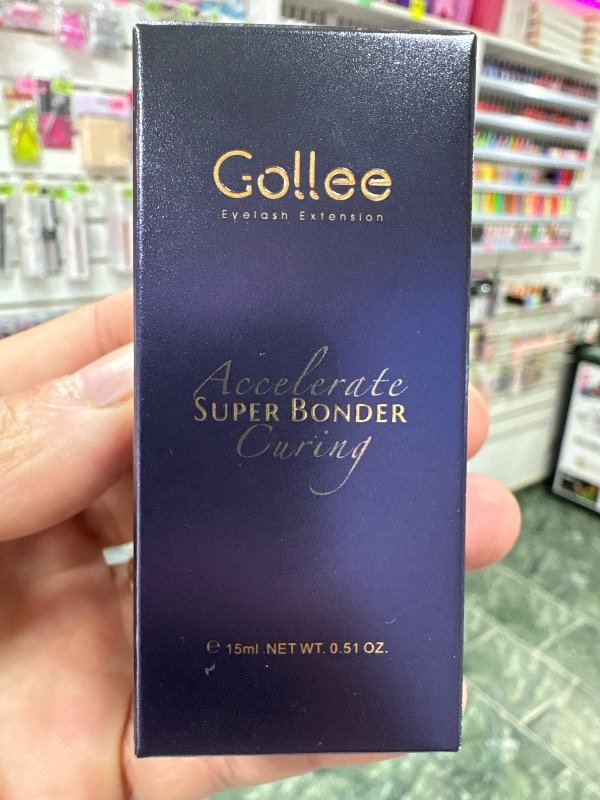 Gollee
Eyelash Extension
Accelerate
SUPER BONDER
Curing
℮ 15ml .NET WT. 0.51 OZ.